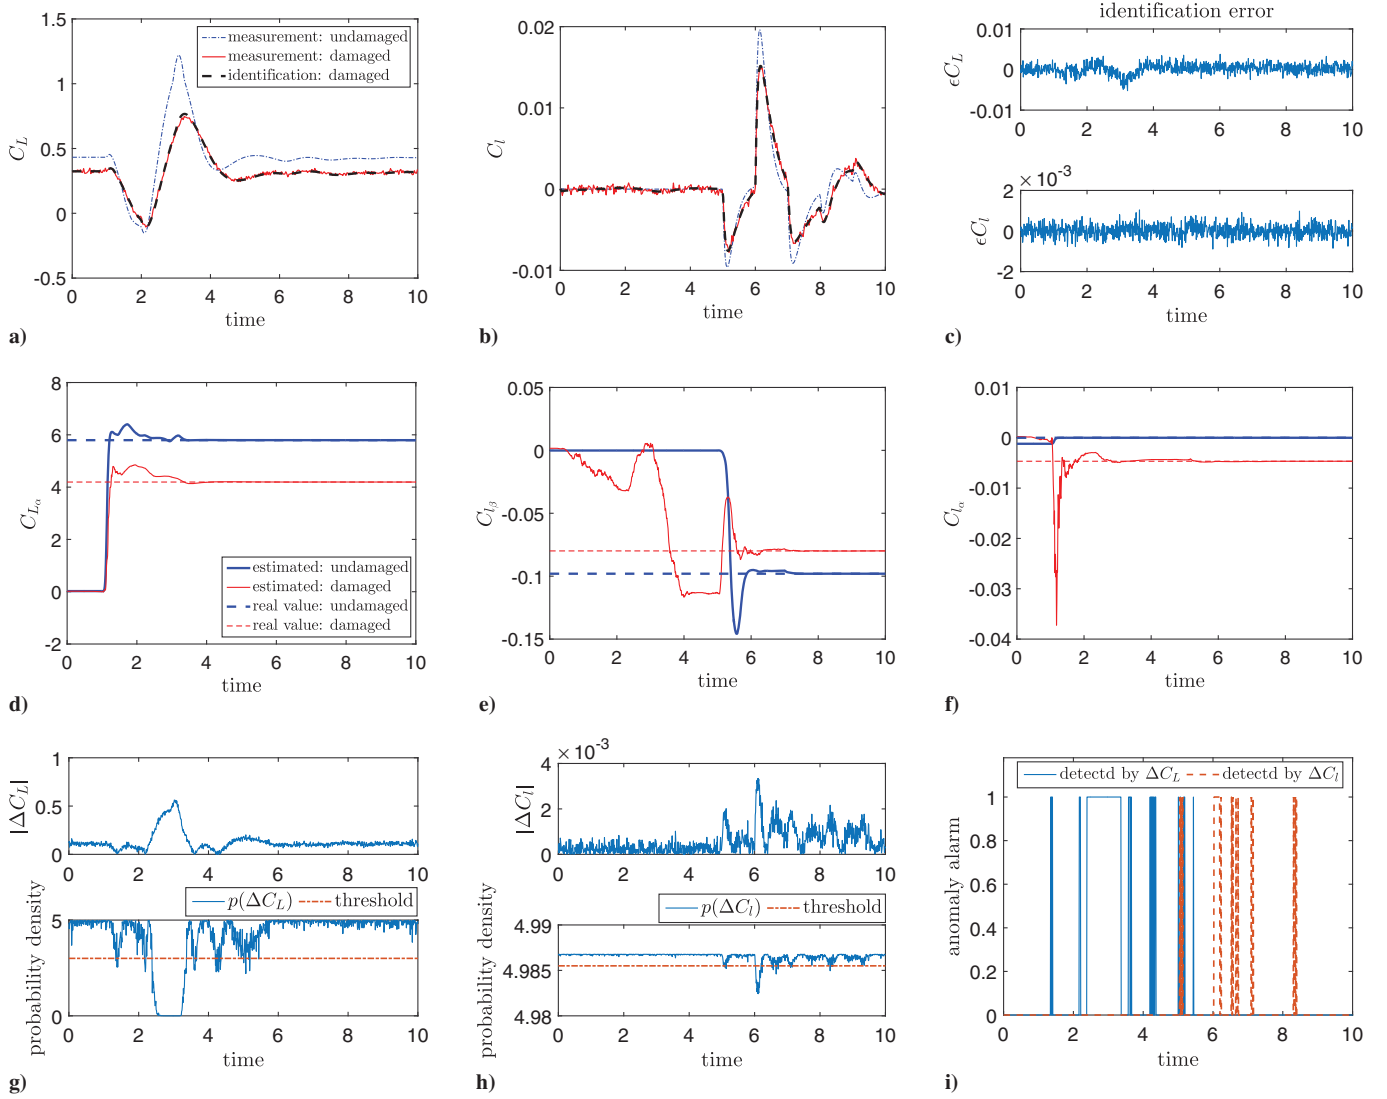 1.5
1
0.5
0
-0.5
C_L
measurement: undamaged
measurement: damaged
identification: damaged
0 2 4 6 8 10
time
a)
0.02
0.01
0
-0.01
C_l
0 2 4 6 8 10
time
b)
identification error
0.01
0
-0.01
ϵC_L
0 2 4 6 8 10
× 10^-3
2
0
-2
ϵC_l
0 2 4 6 8 10
time
c)
8
6
4
2
0
-2
C_{L_α}
estimated: undamaged
estimated: damaged
real value: undamaged
real value: damaged
0 2 4 6 8 10
time
d)
0.05
0
-0.05
-0.1
-0.15
C_{l_β}
0 2 4 6 8 10
time
e)
0.01
0
-0.01
-0.02
-0.03
-0.04
C_{l_α}
0 2 4 6 8 10
time
f)
1
0.5
0
|ΔC_L|
0 2 4 6 8 10
p(ΔC_L) threshold
5
0
probability density
0 2 4 6 8 10
time
g)
× 10^-3
4
2
0
|ΔC_l|
0 2 4 6 8 10
p(ΔC_l) threshold
4.99
4.985
4.98
probability density
0 2 4 6 8 10
time
h)
detectd by ΔC_L detectd by ΔC_l
1
0.8
0.6
0.4
0.2
0
anomaly alarm
0 2 4 6 8 10
time
i)